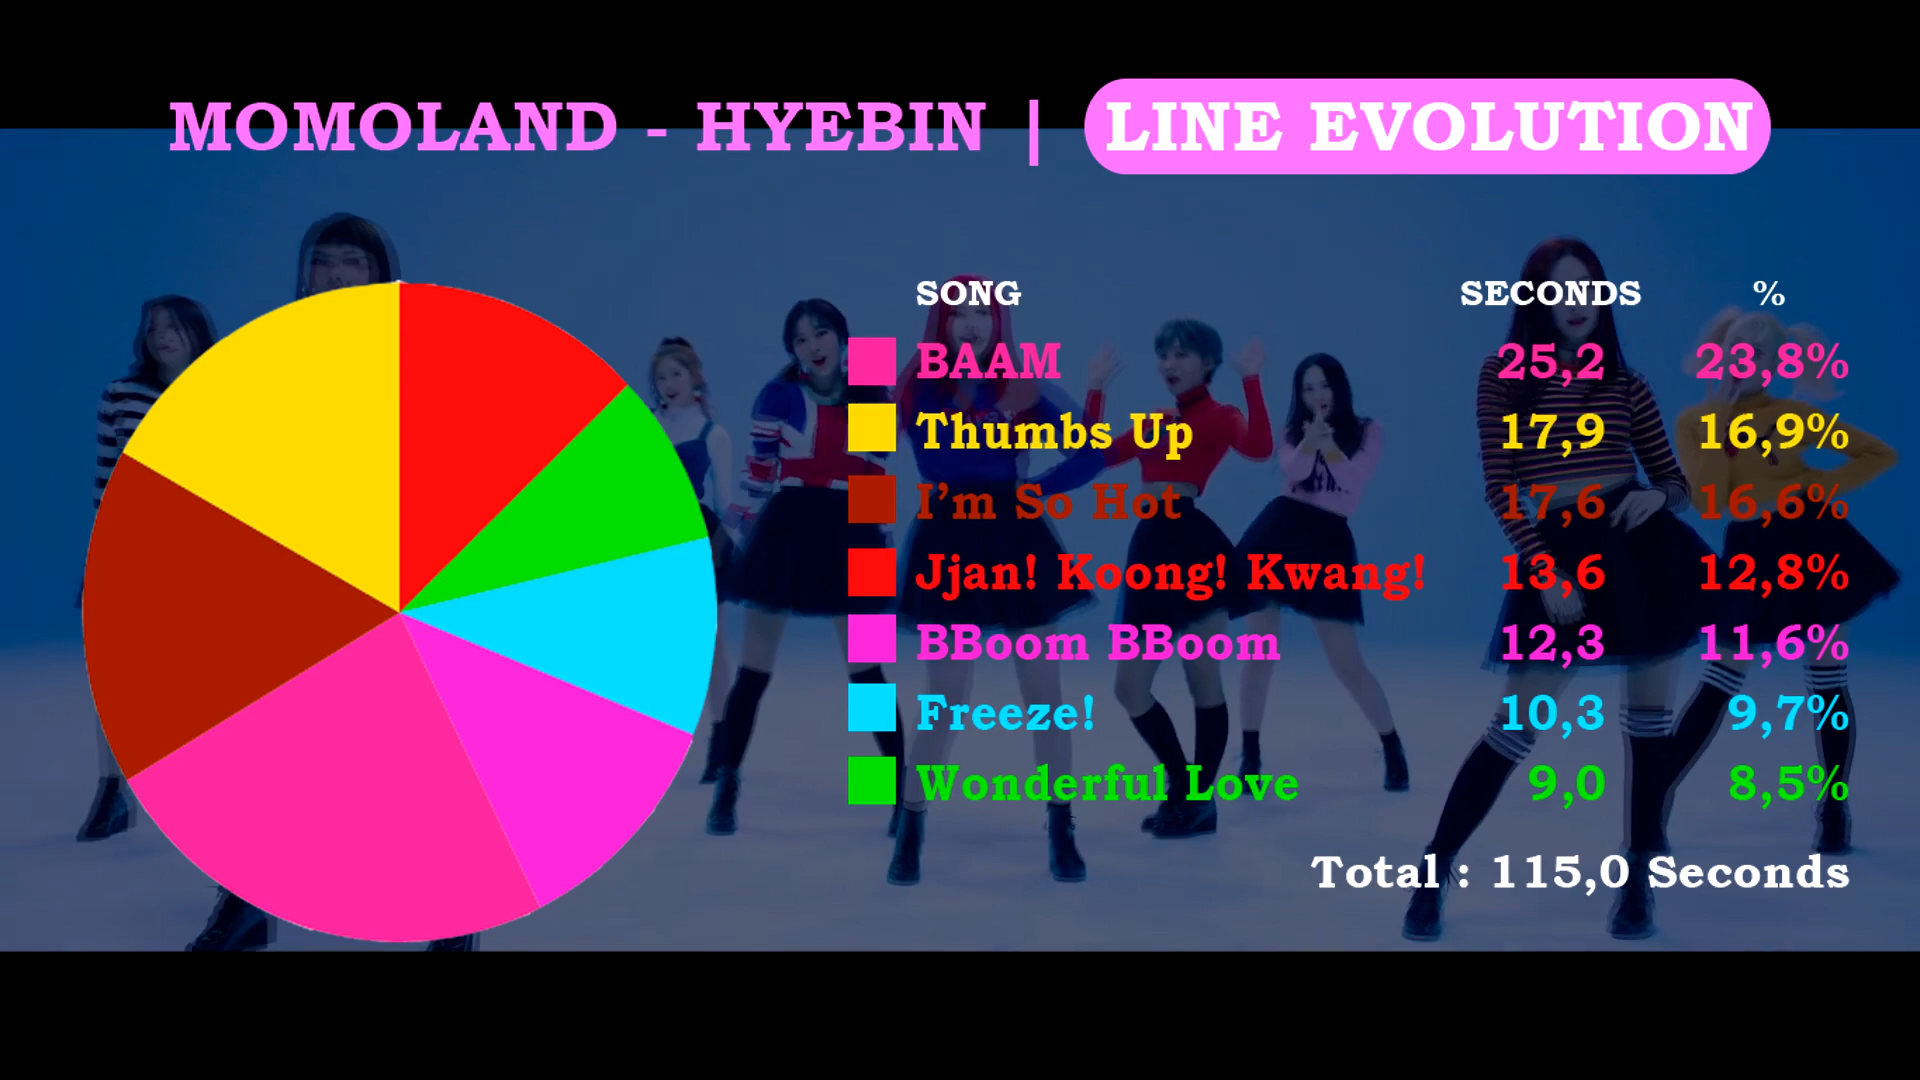 MOMOLAND - HYEBIN | LINE EVOLUTION
SONG SECONDS %
BAAM 25,2 23,8%
Thumbs Up 17,9 16,9%
I'm So Hot 17,6 16,6%
Jjan! Koong! Kwang! 13,6 12,8%
BBoom BBoom 12,3 11,6%
Freeze! 10,3 9,7%
Wonderful Love 9,0 8,5%
Total : 115,0 Seconds